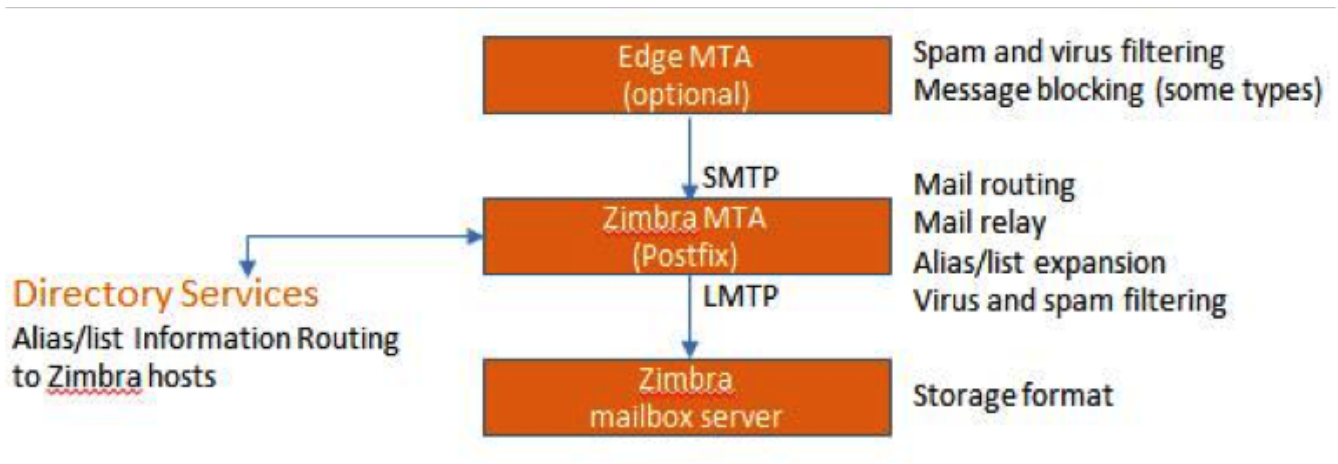 Edge MTA
(optional)
Spam and virus filtering
Message blocking (some types)
SMTP
Zimbra MTA
(Postfix)
Mail routing
Mail relay
Alias/list expansion
Virus and spam filtering
Directory Services
Alias/list Information Routing
to Zimbra hosts
LMTP
Zimbra
mailbox server
Storage format